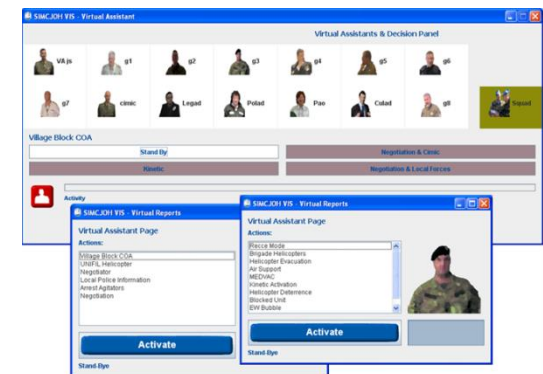 SIMCJOH VIS - Virtual Assistant
Virtual Assistants & Decision Panel
VA js
g1
g2
g3
g4
g5
g6
g7
cimic
Legad
Polad
Pao
Culad
g8
Squad
Village Block COA
Stand By
Negotiation & Cimic
Kinetic
Negotiation & Local Forces
Activity
SIMCJOH VIS - Virtual Reports
Virtual Assistant Page
Actions:
Village Block COA
UNIFIL Helicopter
Negotiator
Local Police Information
Arrest Agitators
Negotiation
Activate
Stand-Bye
SIMCJOH VIS - Virtual Reports
Virtual Assistant Page
Actions:
Recce Mode
Brigade Helicopters
Helicopter Evacuation
Air Support
MEDVAC
Kinetic Activation
Helicopter Deterrence
Blocked Unit
EW Bubble
Activate
Stand-Bye